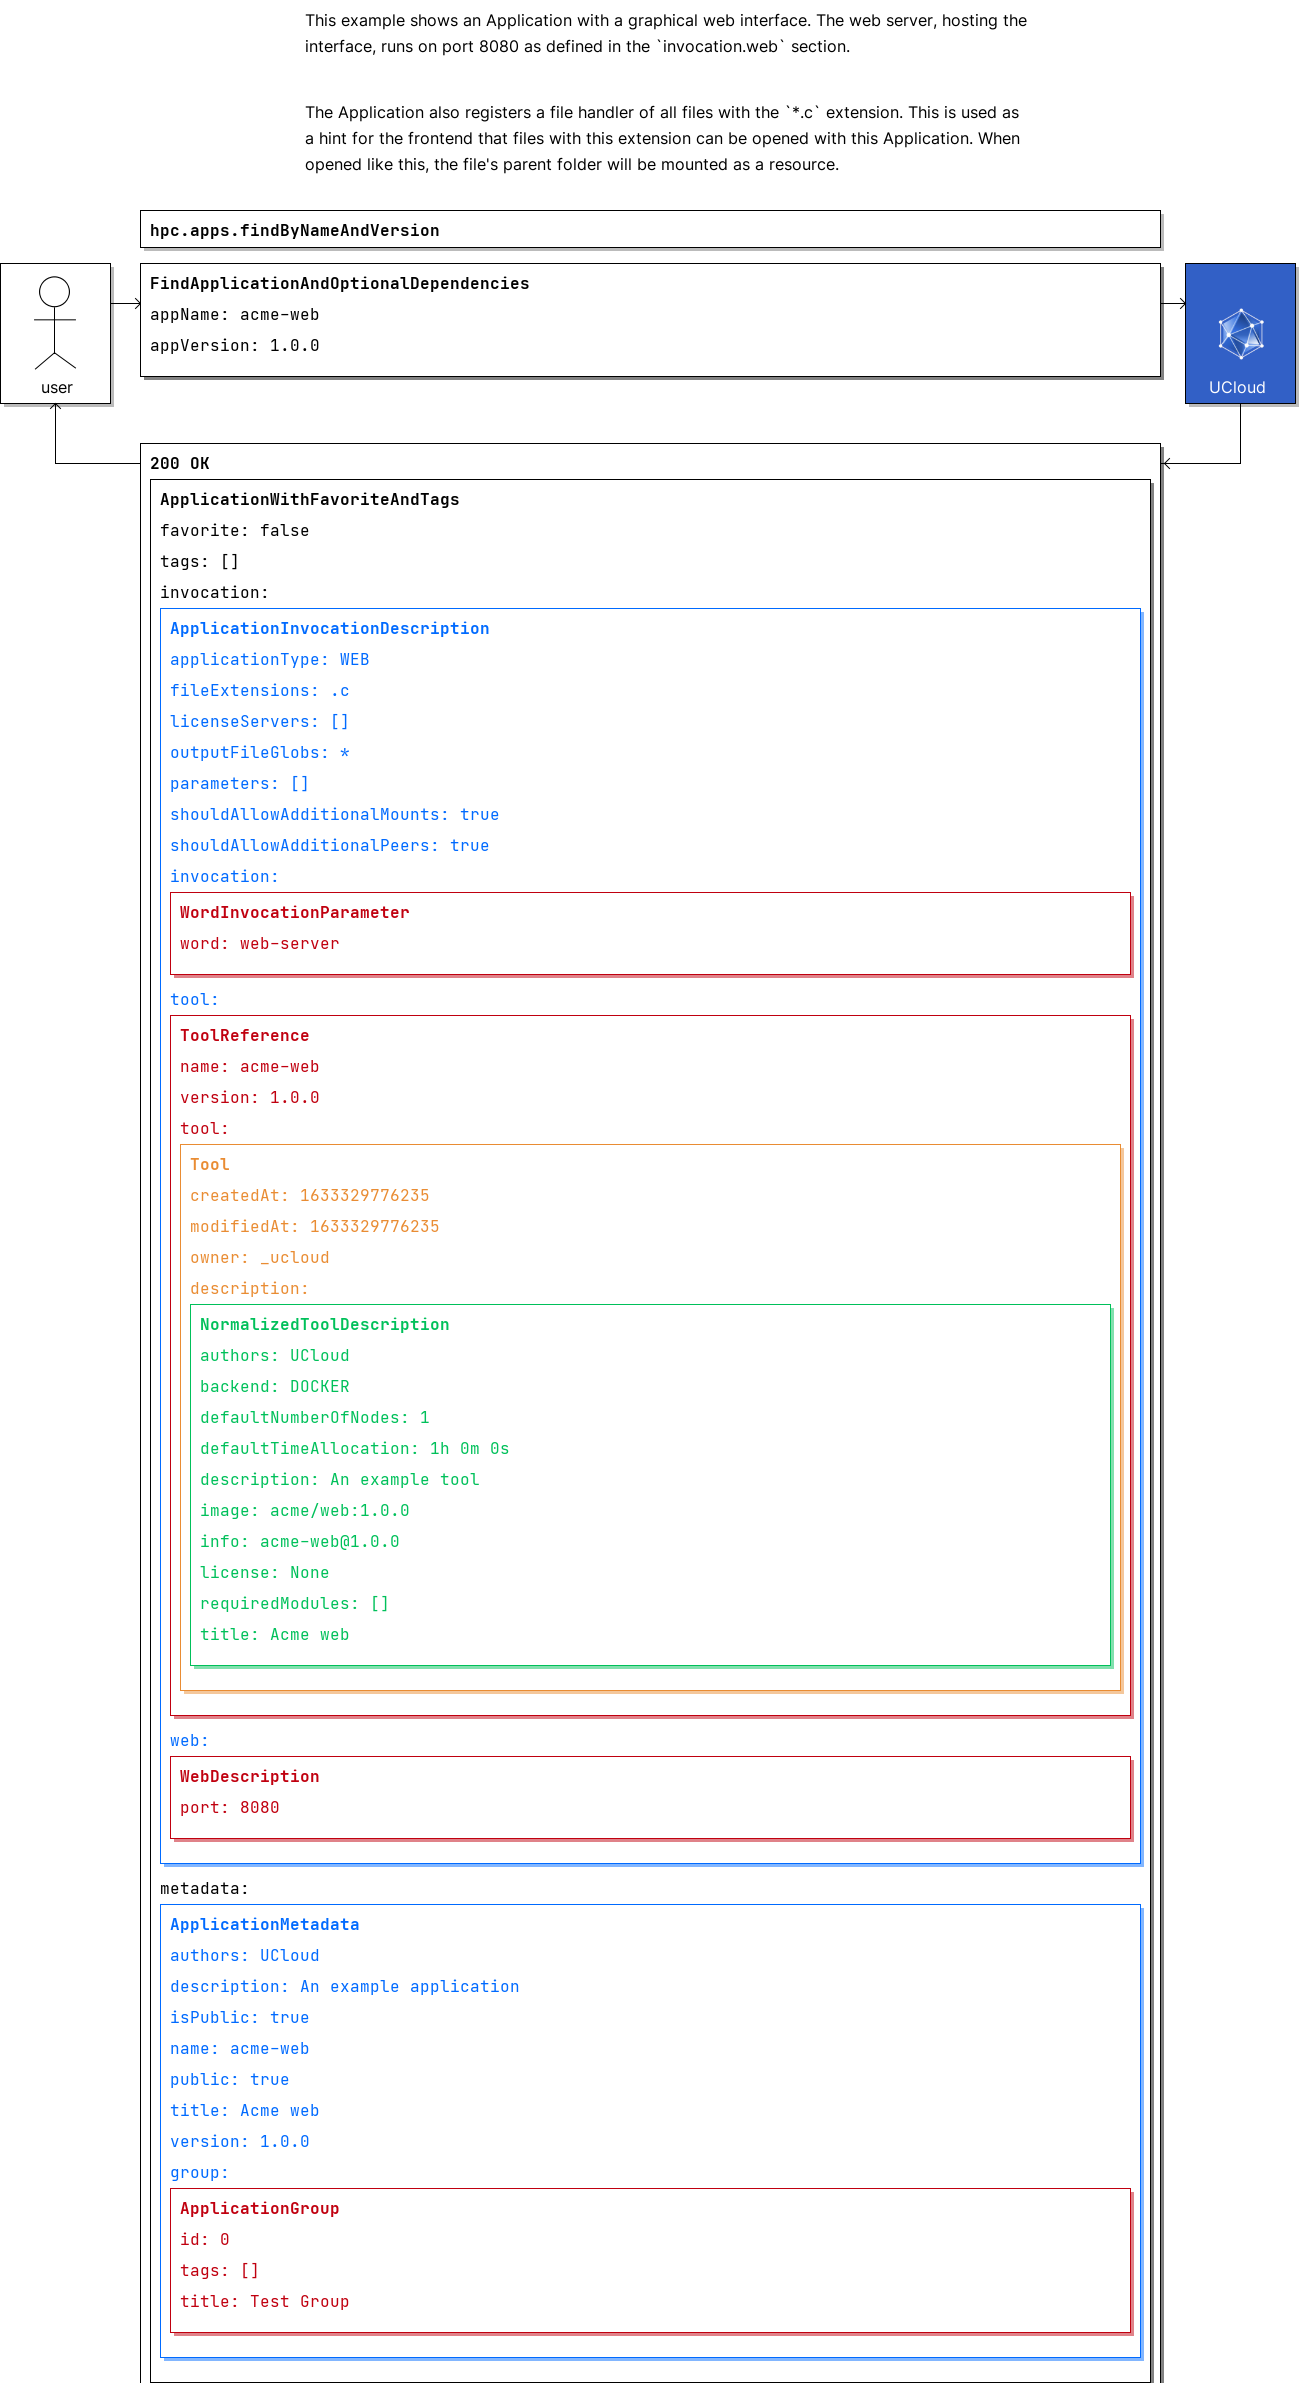 This example shows an Application with a graphical web interface. The web server, hosting the
interface, runs on port 8080 as defined in the `invocation.web` section.
The Application also registers a file handler of all files with the `*.c` extension. This is used as
a hint for the frontend that files with this extension can be opened with this Application. When
opened like this, the file's parent folder will be mounted as a resource.
hpc.apps.findByNameAndVersion
FindApplicationAndOptionalDependencies
appName: acme-web
appVersion: 1.0.0
user
UCloud
200 OK
ApplicationWithFavoriteAndTags
favorite: false
tags: []
invocation:
ApplicationInvocationDescription
applicationType: WEB
fileExtensions: .c
licenseServers: []
outputFileGlobs: *
parameters: []
shouldAllowAdditionalMounts: true
shouldAllowAdditionalPeers: true
invocation:
WordInvocationParameter
word: web-server
tool:
ToolReference
name: acme-web
version: 1.0.0
tool:
Tool
createdAt: 1633329776235
modifiedAt: 1633329776235
owner: _ucloud
description:
NormalizedToolDescription
authors: UCloud
backend: DOCKER
defaultNumberOfNodes: 1
defaultTimeAllocation: 1h 0m 0s
description: An example tool
image: acme/web:1.0.0
info: acme-web@1.0.0
license: None
requiredModules: []
title: Acme web
web:
WebDescription
port: 8080
metadata:
ApplicationMetadata
authors: UCloud
description: An example application
isPublic: true
name: acme-web
public: true
title: Acme web
version: 1.0.0
group:
ApplicationGroup
id: 0
tags: []
title: Test Group